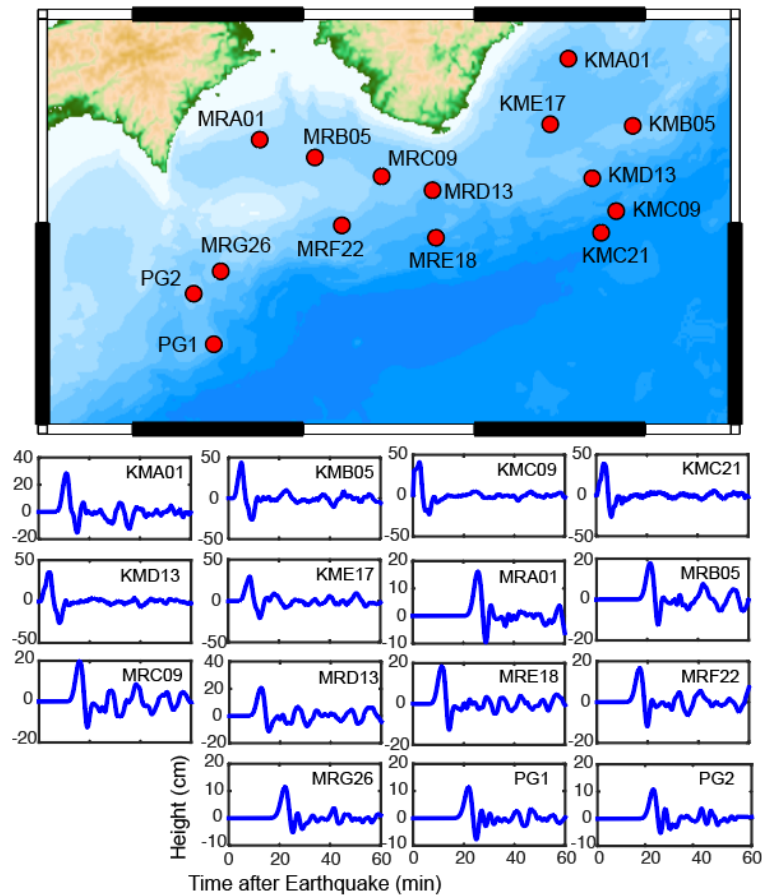 KMA01
KME17
KMB05
MRA01
MRB05
MRC09
KMD13
MRD13
KMC09
MRF22
KMC21
MRE18
MRG26
PG2
PG1
40 KMA01 50 KMB05 50 KMC09 50 KMC21
20 0 0 0
0
-20 -50 -50 -50
50 KMD13 50 KME17 20 MRA01 20 MRB05
10
0 0 0 0
-50 -50 -10 -20
20 MRC09 40 MRD13 20 MRE18 20 MRF22
20
0 0 0 0
-20 -20 -20 -20
20 MRG26 20 PG1 20 PG2
10 10 10
0 0 0
-10 -10 -10
0 20 40 60 0 20 40 60 0 20 40 60
Height (cm)
Time after Earthquake (min)